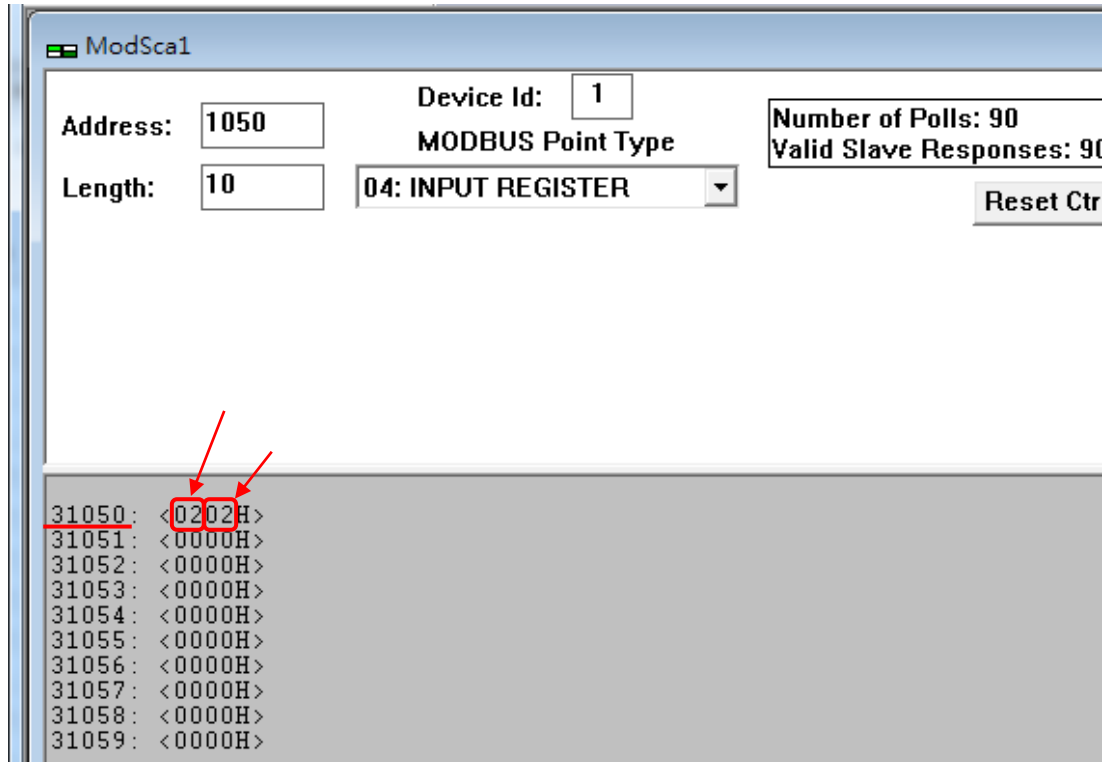 ModSca1
Address: 1050
Device Id: 1
MODBUS Point Type
Number of Polls: 90
Valid Slave Responses: 90
Length: 10
04: INPUT REGISTER
Reset Ctr
31050: <0202H>
31051: <0000H>
31052: <0000H>
31053: <0000H>
31054: <0000H>
31055: <0000H>
31056: <0000H>
31057: <0000H>
31058: <0000H>
31059: <0000H>